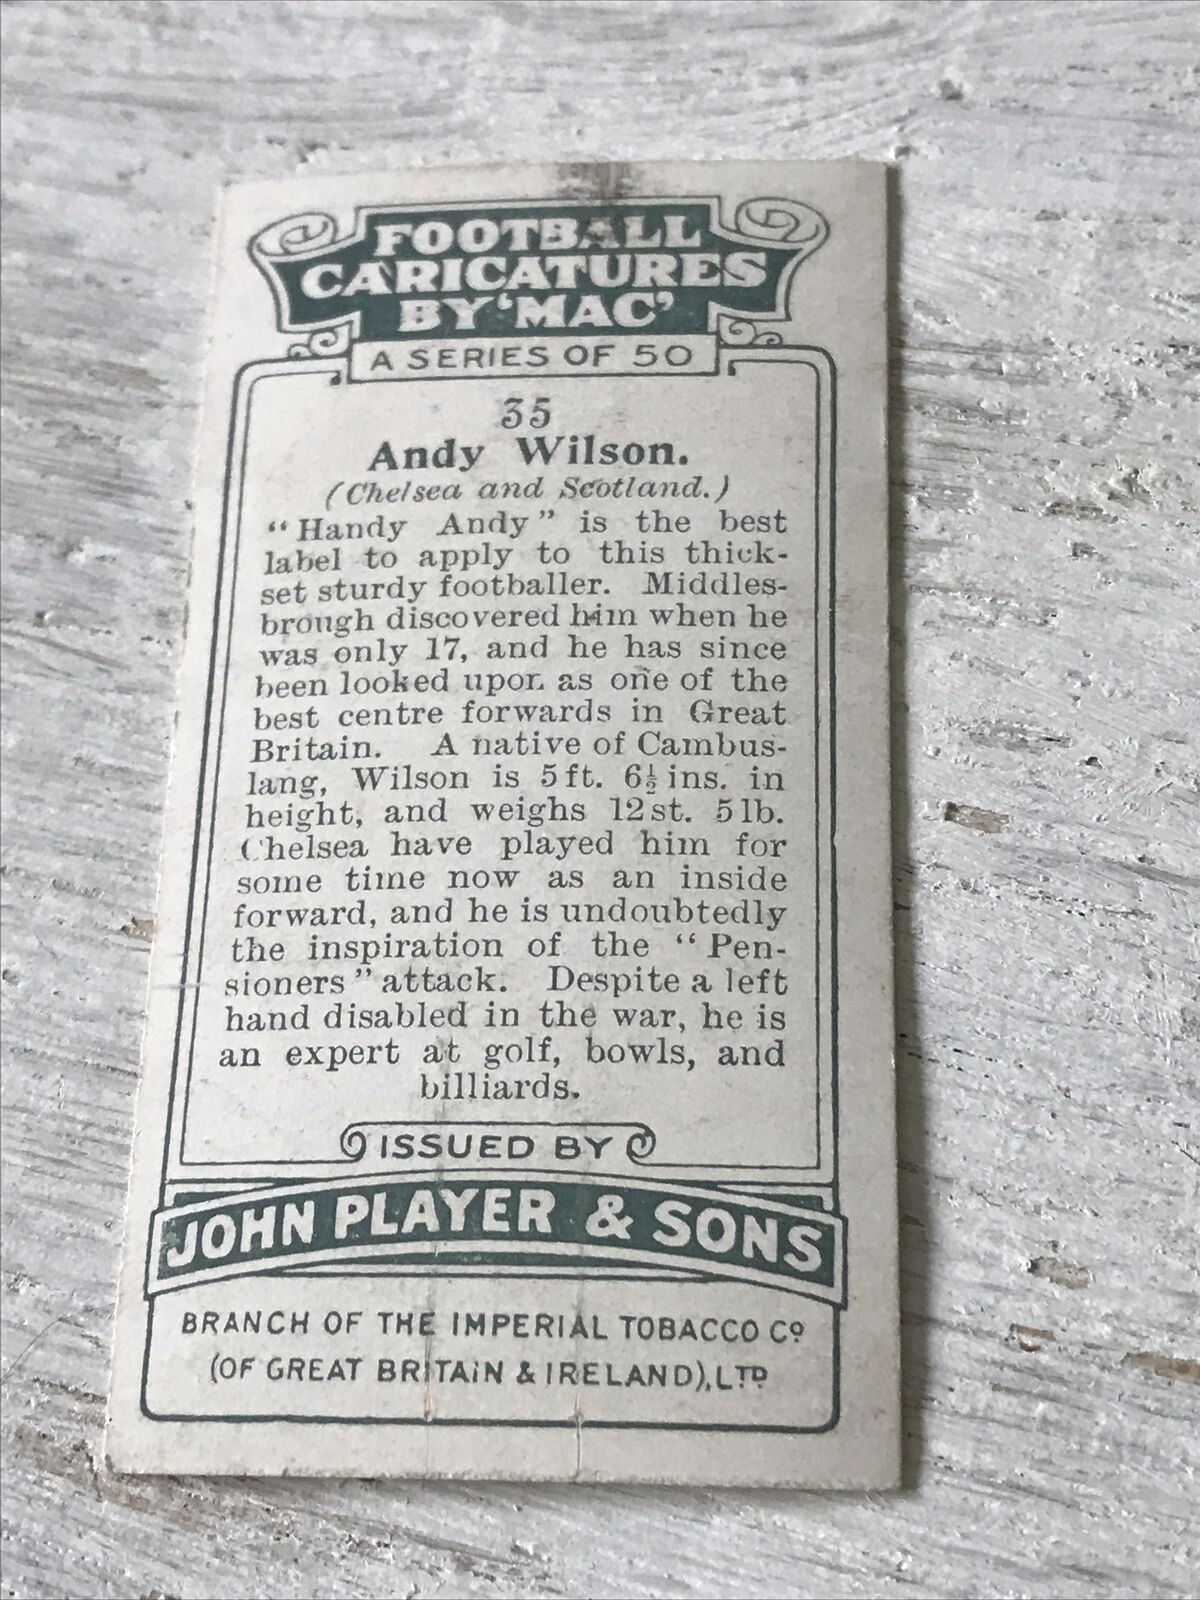 FOOTBALL
CARICATURES
BY 'MAC'
A SERIES OF 50
35
Andy Wilson.
(Chelsea and Scotland.)
“Handy Andy” is the best
label to apply to this thick-
set sturdy footballer. Middles-
brough discovered him when he
was only 17, and he has since
been looked upon as one of the
best centre forwards in Great
Britain. A native of Cambus-
lang, Wilson is 5 ft. 6½ ins. in
height, and weighs 12 st. 5 lb.
Chelsea have played him for
some time now as an inside
forward, and he is undoubtedly
the inspiration of the “Pen-
sioners” attack. Despite a left
hand disabled in the war, he is
an expert at golf, bowls, and
billiards.
ISSUED BY
JOHN PLAYER & SONS
BRANCH OF THE IMPERIAL TOBACCO Cº
(OF GREAT BRITAIN & IRELAND), LTD